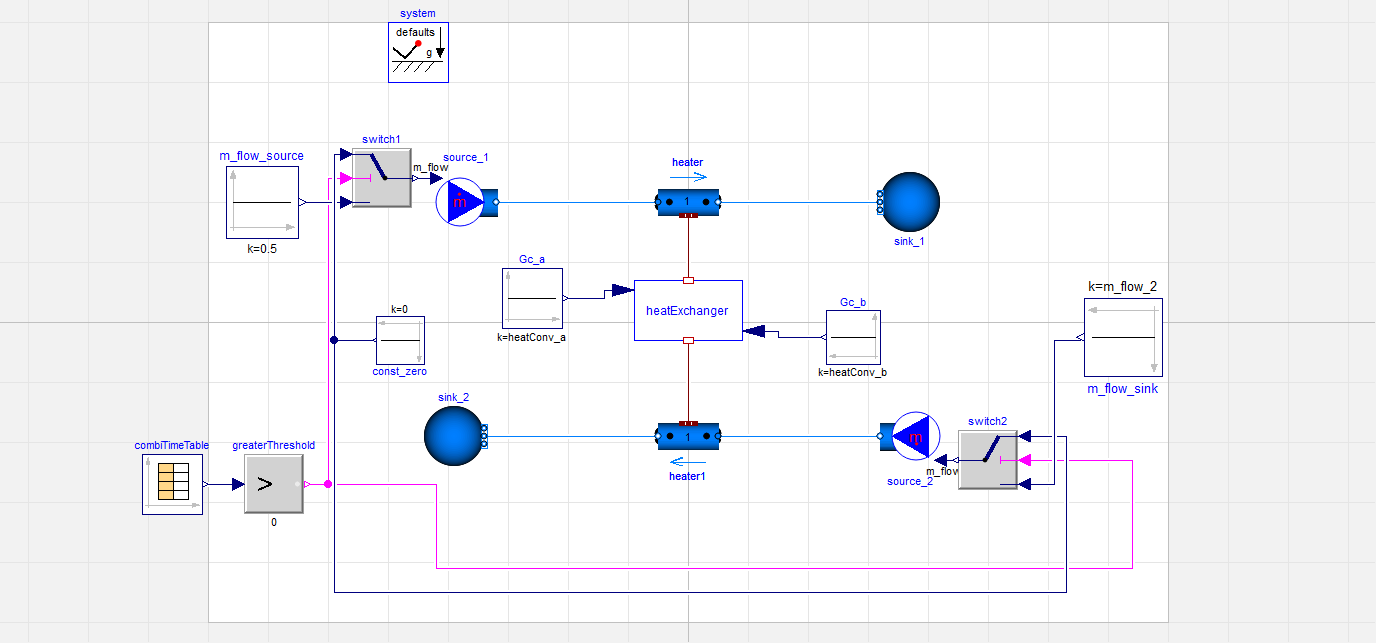 system
defaults
g
switch1
m_flow_source
m_flow
source_1
heater
ṁ
1
k=0.5
sink_1
Gc_a
k=m_flow_2
heatExchanger
Gc_b
k=0
k=heatConv_a
const_zero
k=heatConv_b
m_flow_sink
sink_2
switch2
combiTimeTable
greaterThreshold
1
ṁ
m_flow
heater1
source_2
>
0